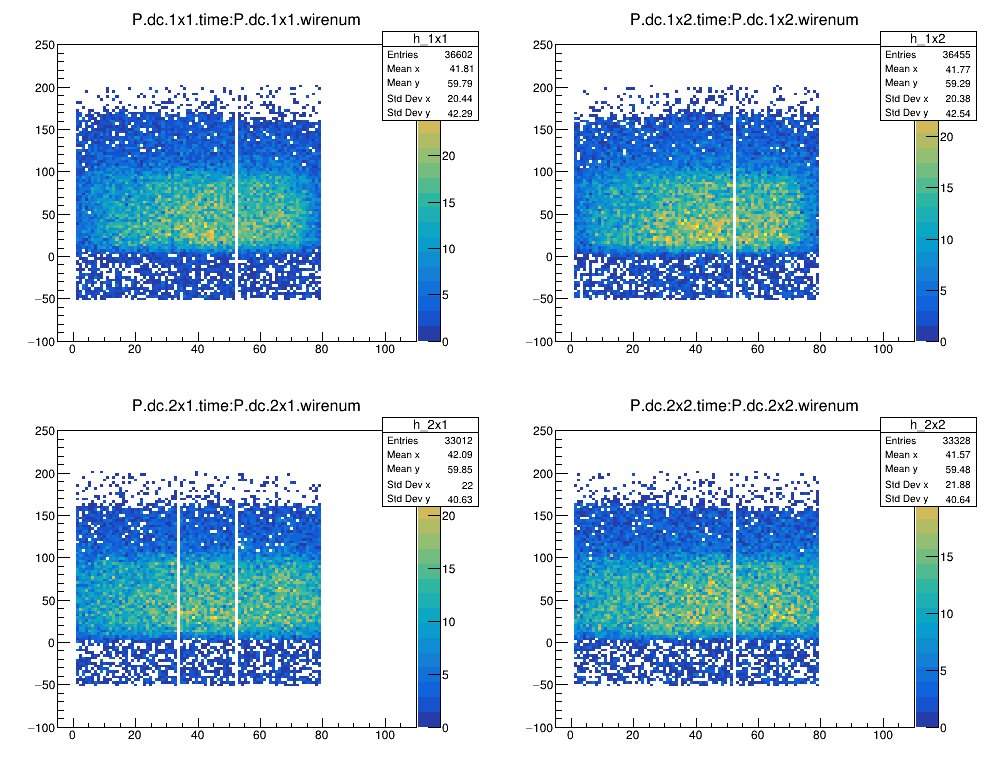 P.dc.1x1.time:P.dc.1x1.wirenum
h_1x1
Entries 36602
Mean x 41.81
Mean y 59.79
Std Dev x 20.44
Std Dev y 42.29
250
200
150
100
50
0
−50
−100
0 20 40 60 80 100
20
15
10
5
0
P.dc.1x2.time:P.dc.1x2.wirenum
h_1x2
Entries 36455
Mean x 41.77
Mean y 59.29
Std Dev x 20.38
Std Dev y 42.54
250
200
150
100
50
0
−50
−100
0 20 40 60 80 100
20
15
10
5
0
P.dc.2x1.time:P.dc.2x1.wirenum
h_2x1
Entries 33012
Mean x 42.09
Mean y 59.85
Std Dev x 22
Std Dev y 40.63
250
200
150
100
50
0
−50
−100
0 20 40 60 80 100
20
15
10
5
0
P.dc.2x2.time:P.dc.2x2.wirenum
h_2x2
Entries 33328
Mean x 41.57
Mean y 59.48
Std Dev x 21.88
Std Dev y 40.64
250
200
150
100
50
0
−50
−100
0 20 40 60 80 100
15
10
5
0